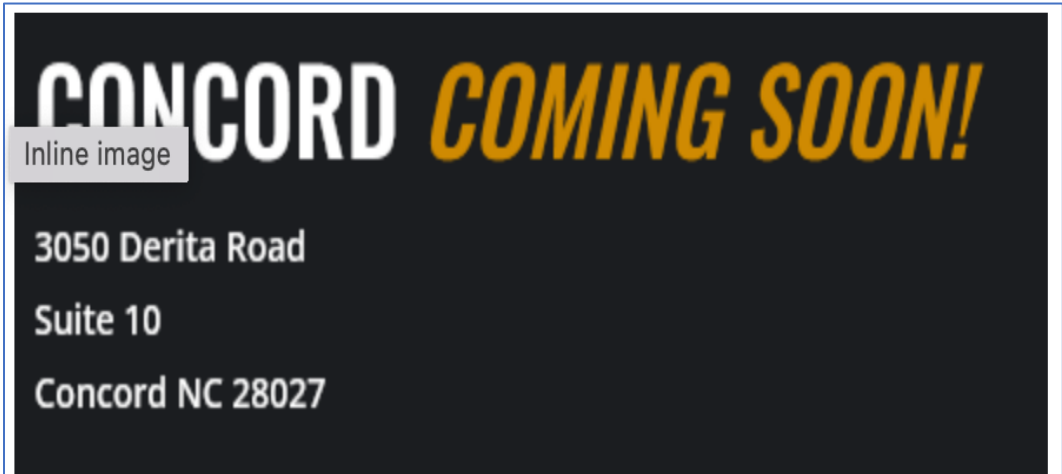 CONCORD COMING SOON!
Inline image
3050 Derita Road
Suite 10
Concord NC 28027